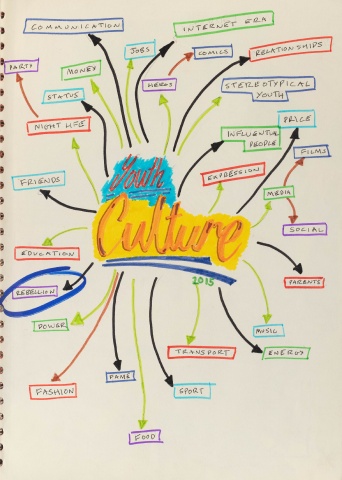 COMMUNICATION
INTERNET ERA
JOBS
COMICS
RELATIONSHIPS
PARTY
MONEY
HEROS
STATUS
STEREOTYPICAL
YOUTH
NIGHT LIFE
PRICE
INFLUENTIAL
PEOPLE
FILMS
FRIENDS
EXPRESSION
MEDIA
SOCIAL
Youth
Culture
2015
EDUCATION
PARENTS
REBELLION
POWER
MUSIC
TRANSPORT
ENERGY
FASHION
FAME
SPORT
FOOD